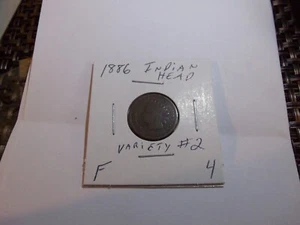 1886 INDIAN
HEAD
VARIETY #2
F 4